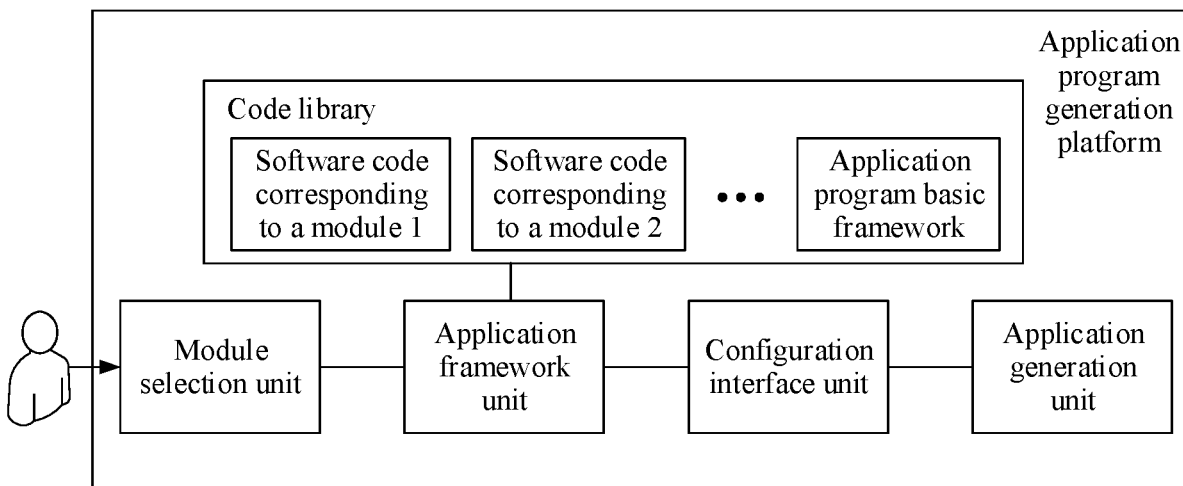 Application
program
generation
platform
Code library
Software code
corresponding
to a module 1
Software code
corresponding
to a module 2
Application
program basic
framework
Module
selection unit
Application
framework
unit
Configuration
interface unit
Application
generation
unit